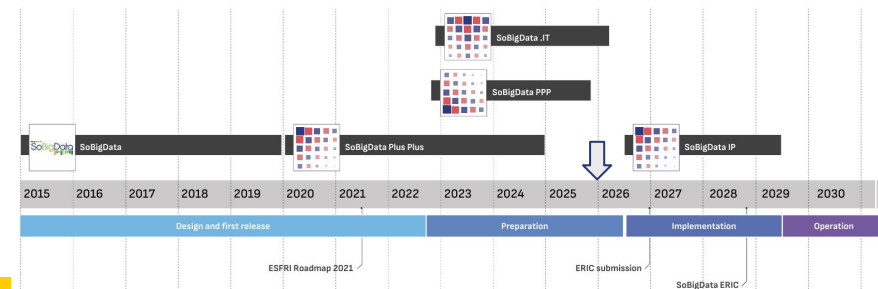 SoBigData .IT
SoBigData PPP
SoBigData
SoBigData
SoBigData Plus Plus
SoBigData IP
2015 2016 2017 2018 2019 2020 2021 2022 2023 2024 2025 2026 2027 2028 2029 2030
Design and first release Preparation Implementation Operation
ESFRI Roadmap 2021 ERIC submission
SoBigData ERIC